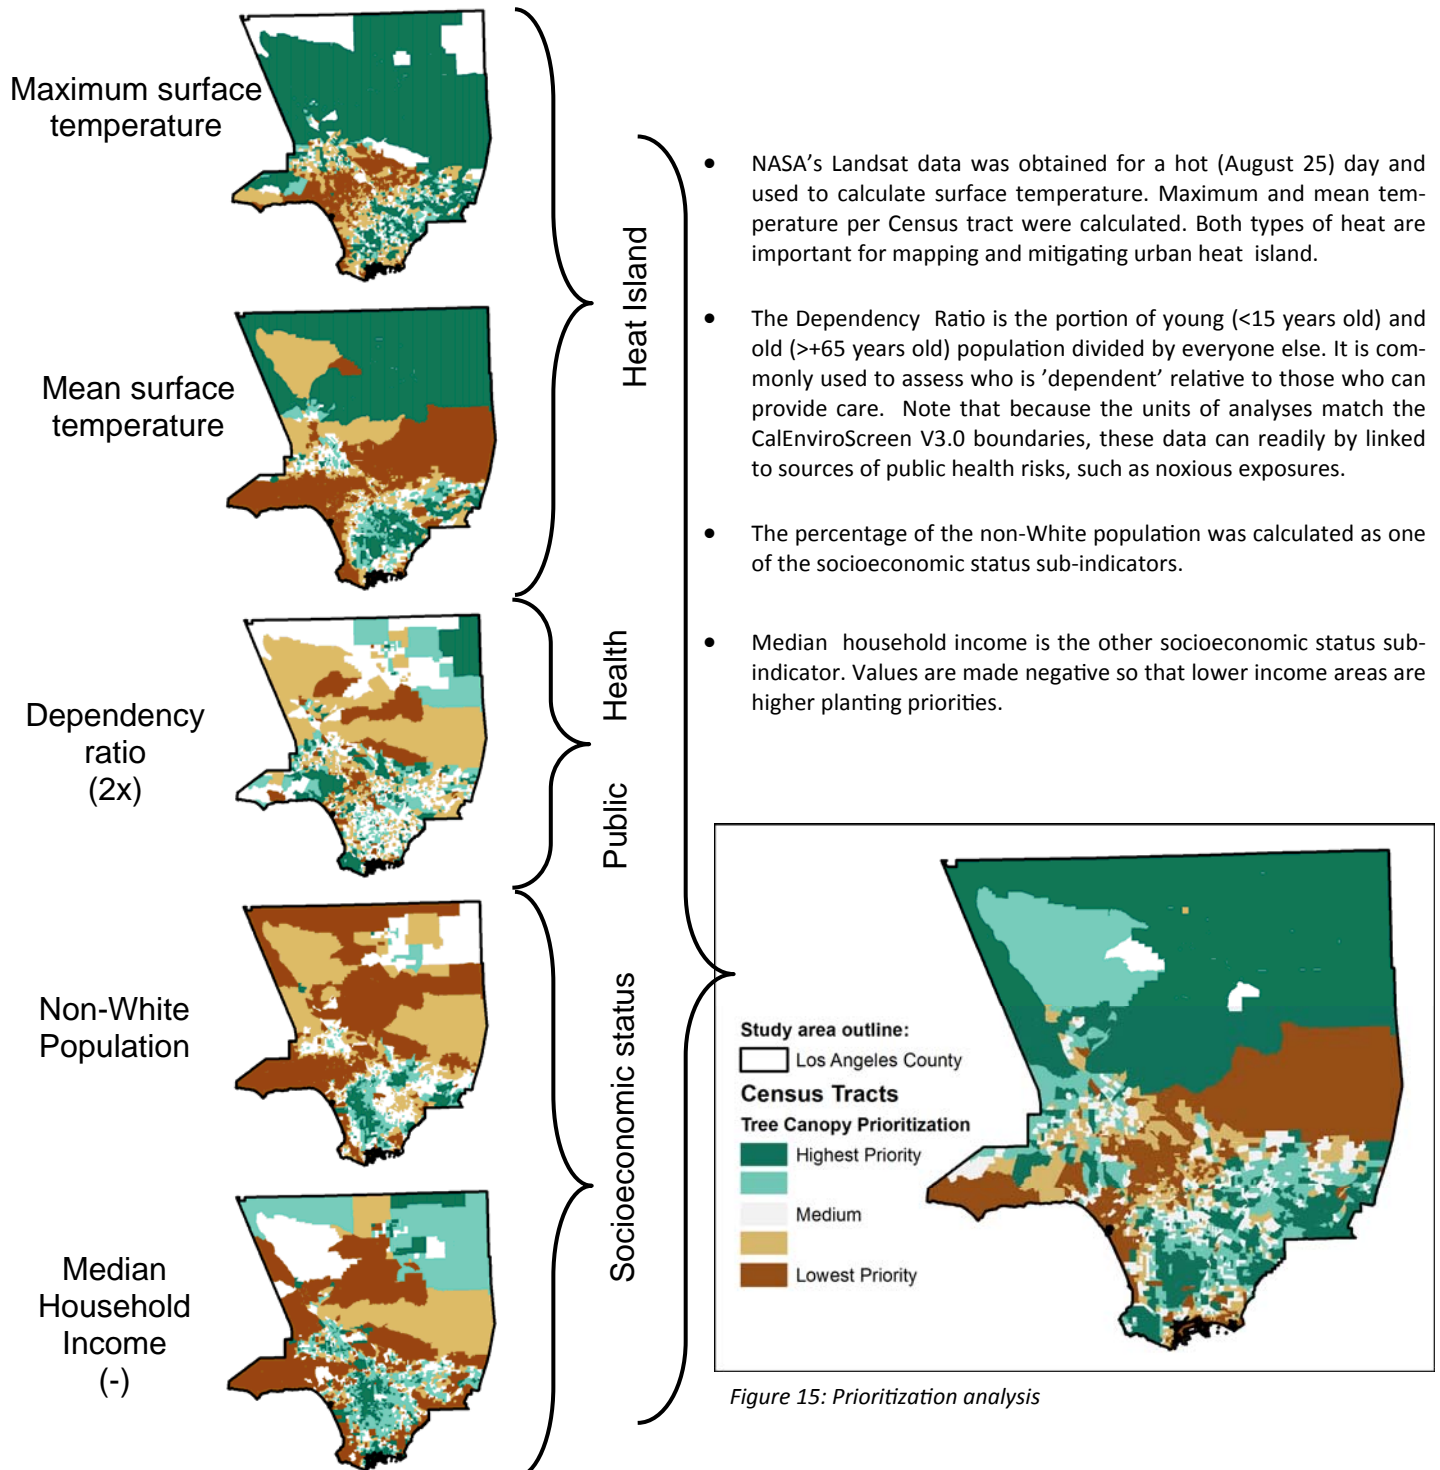 Maximum surface
temperature
Mean surface
temperature
Dependency
ratio
(2x)
Non-White
Population
Median
Household
Income
(-)
Heat Island
Public Health
Socioeconomic status
• NASA's Landsat data was obtained for a hot (August 25) day and
used to calculate surface temperature. Maximum and mean tem-
perature per Census tract were calculated. Both types of heat are
important for mapping and mitigating urban heat island.
• The Dependency Ratio is the portion of young (<15 years old) and
old (>+65 years old) population divided by everyone else. It is com-
monly used to assess who is 'dependent' relative to those who can
provide care. Note that because the units of analyses match the
CalEnviroScreen V3.0 boundaries, these data can readily by linked
to sources of public health risks, such as noxious exposures.
• The percentage of the non-White population was calculated as one
of the socioeconomic status sub-indicators.
• Median household income is the other socioeconomic status sub-
indicator. Values are made negative so that lower income areas are
higher planting priorities.
Study area outline:
Los Angeles County
Census Tracts
Tree Canopy Prioritization
Highest Priority
Medium
Lowest Priority
Figure 15: Prioritization analysis